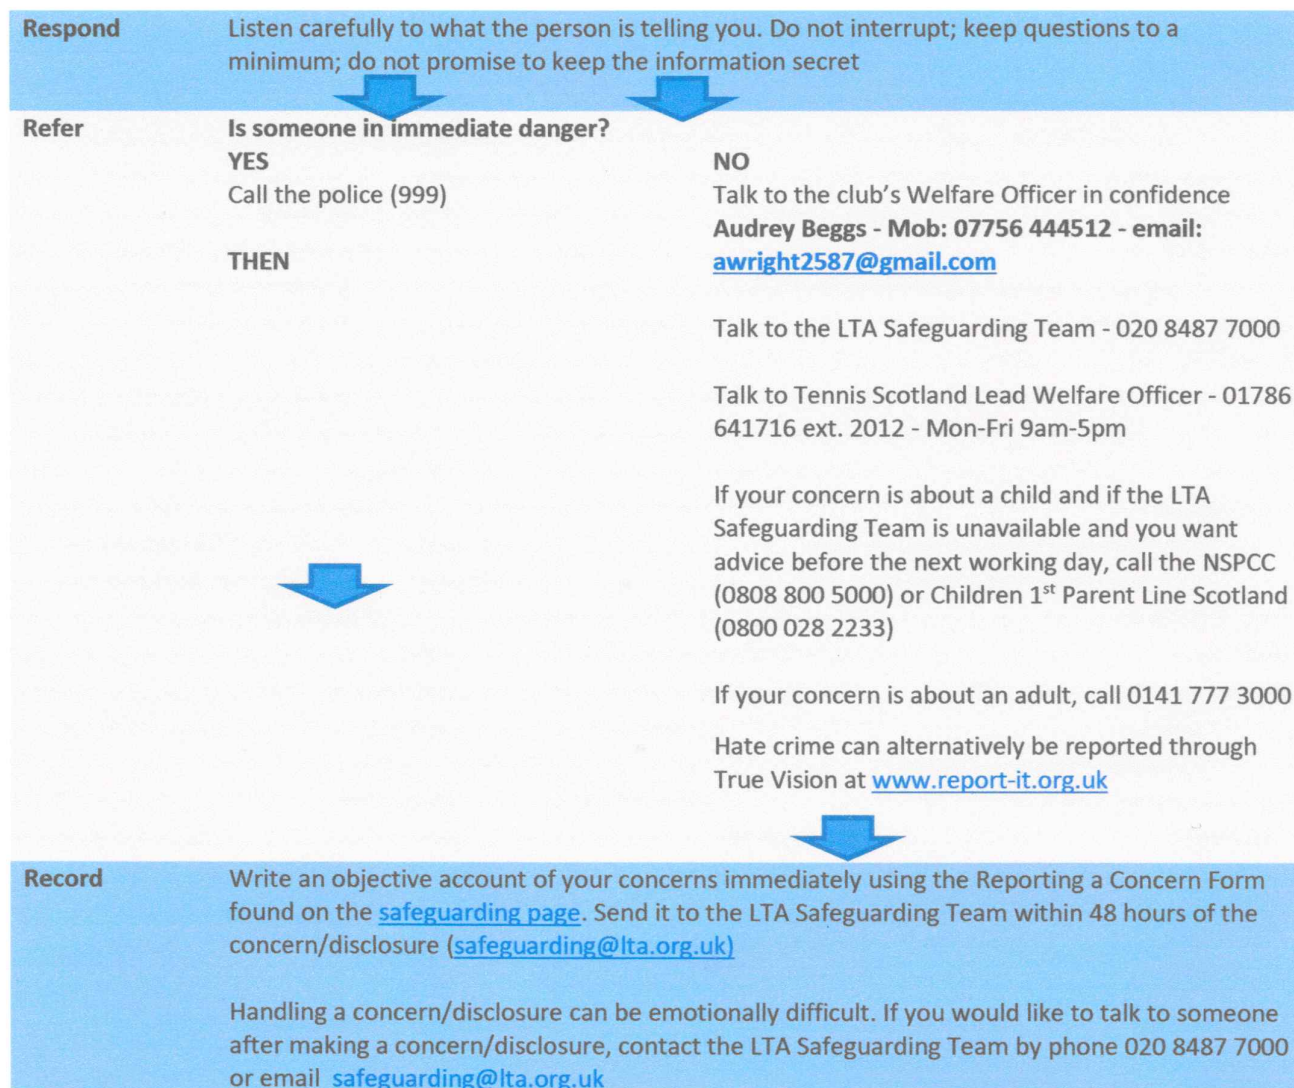 Respond
Listen carefully to what the person is telling you. Do not interrupt; keep questions to a
minimum; do not promise to keep the information secret
Refer
Is someone in immediate danger?
YES
Call the police (999)
THEN
NO
Talk to the club's Welfare Officer in confidence
Audrey Beggs - Mob: 07756 444512 - email:
awright2587@gmail.com
Talk to the LTA Safeguarding Team - 020 8487 7000
Talk to Tennis Scotland Lead Welfare Officer - 01786
641716 ext. 2012 - Mon-Fri 9am-5pm
If your concern is about a child and if the LTA
Safeguarding Team is unavailable and you want
advice before the next working day, call the NSPCC
(0808 800 5000) or Children 1st Parent Line Scotland
(0800 028 2233)
If your concern is about an adult, call 0141 777 3000
Hate crime can alternatively be reported through
True Vision at www.report-it.org.uk
Record
Write an objective account of your concerns immediately using the Reporting a Concern Form
found on the safeguarding page. Send it to the LTA Safeguarding Team within 48 hours of the
concern/disclosure (safeguarding@lta.org.uk)
Handling a concern/disclosure can be emotionally difficult. If you would like to talk to someone
after making a concern/disclosure, contact the LTA Safeguarding Team by phone 020 8487 7000
or email safeguarding@lta.org.uk